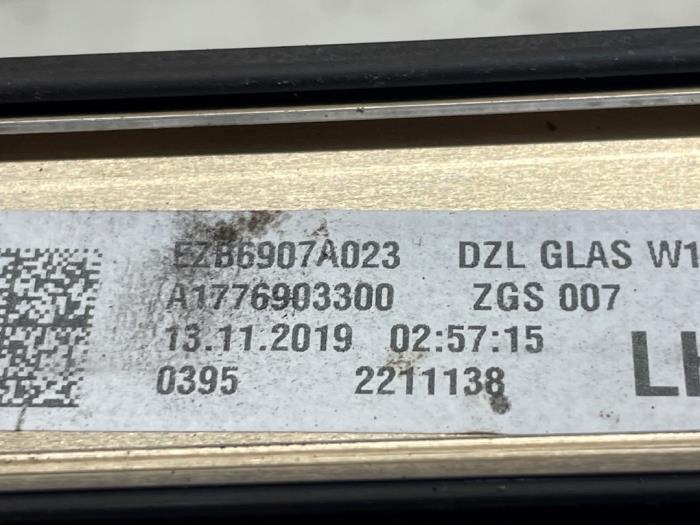 EZB6907A023 DZL GLAS W1
A1776903300 ZGS 007
13.11.2019 02:57:15
0395 2211138